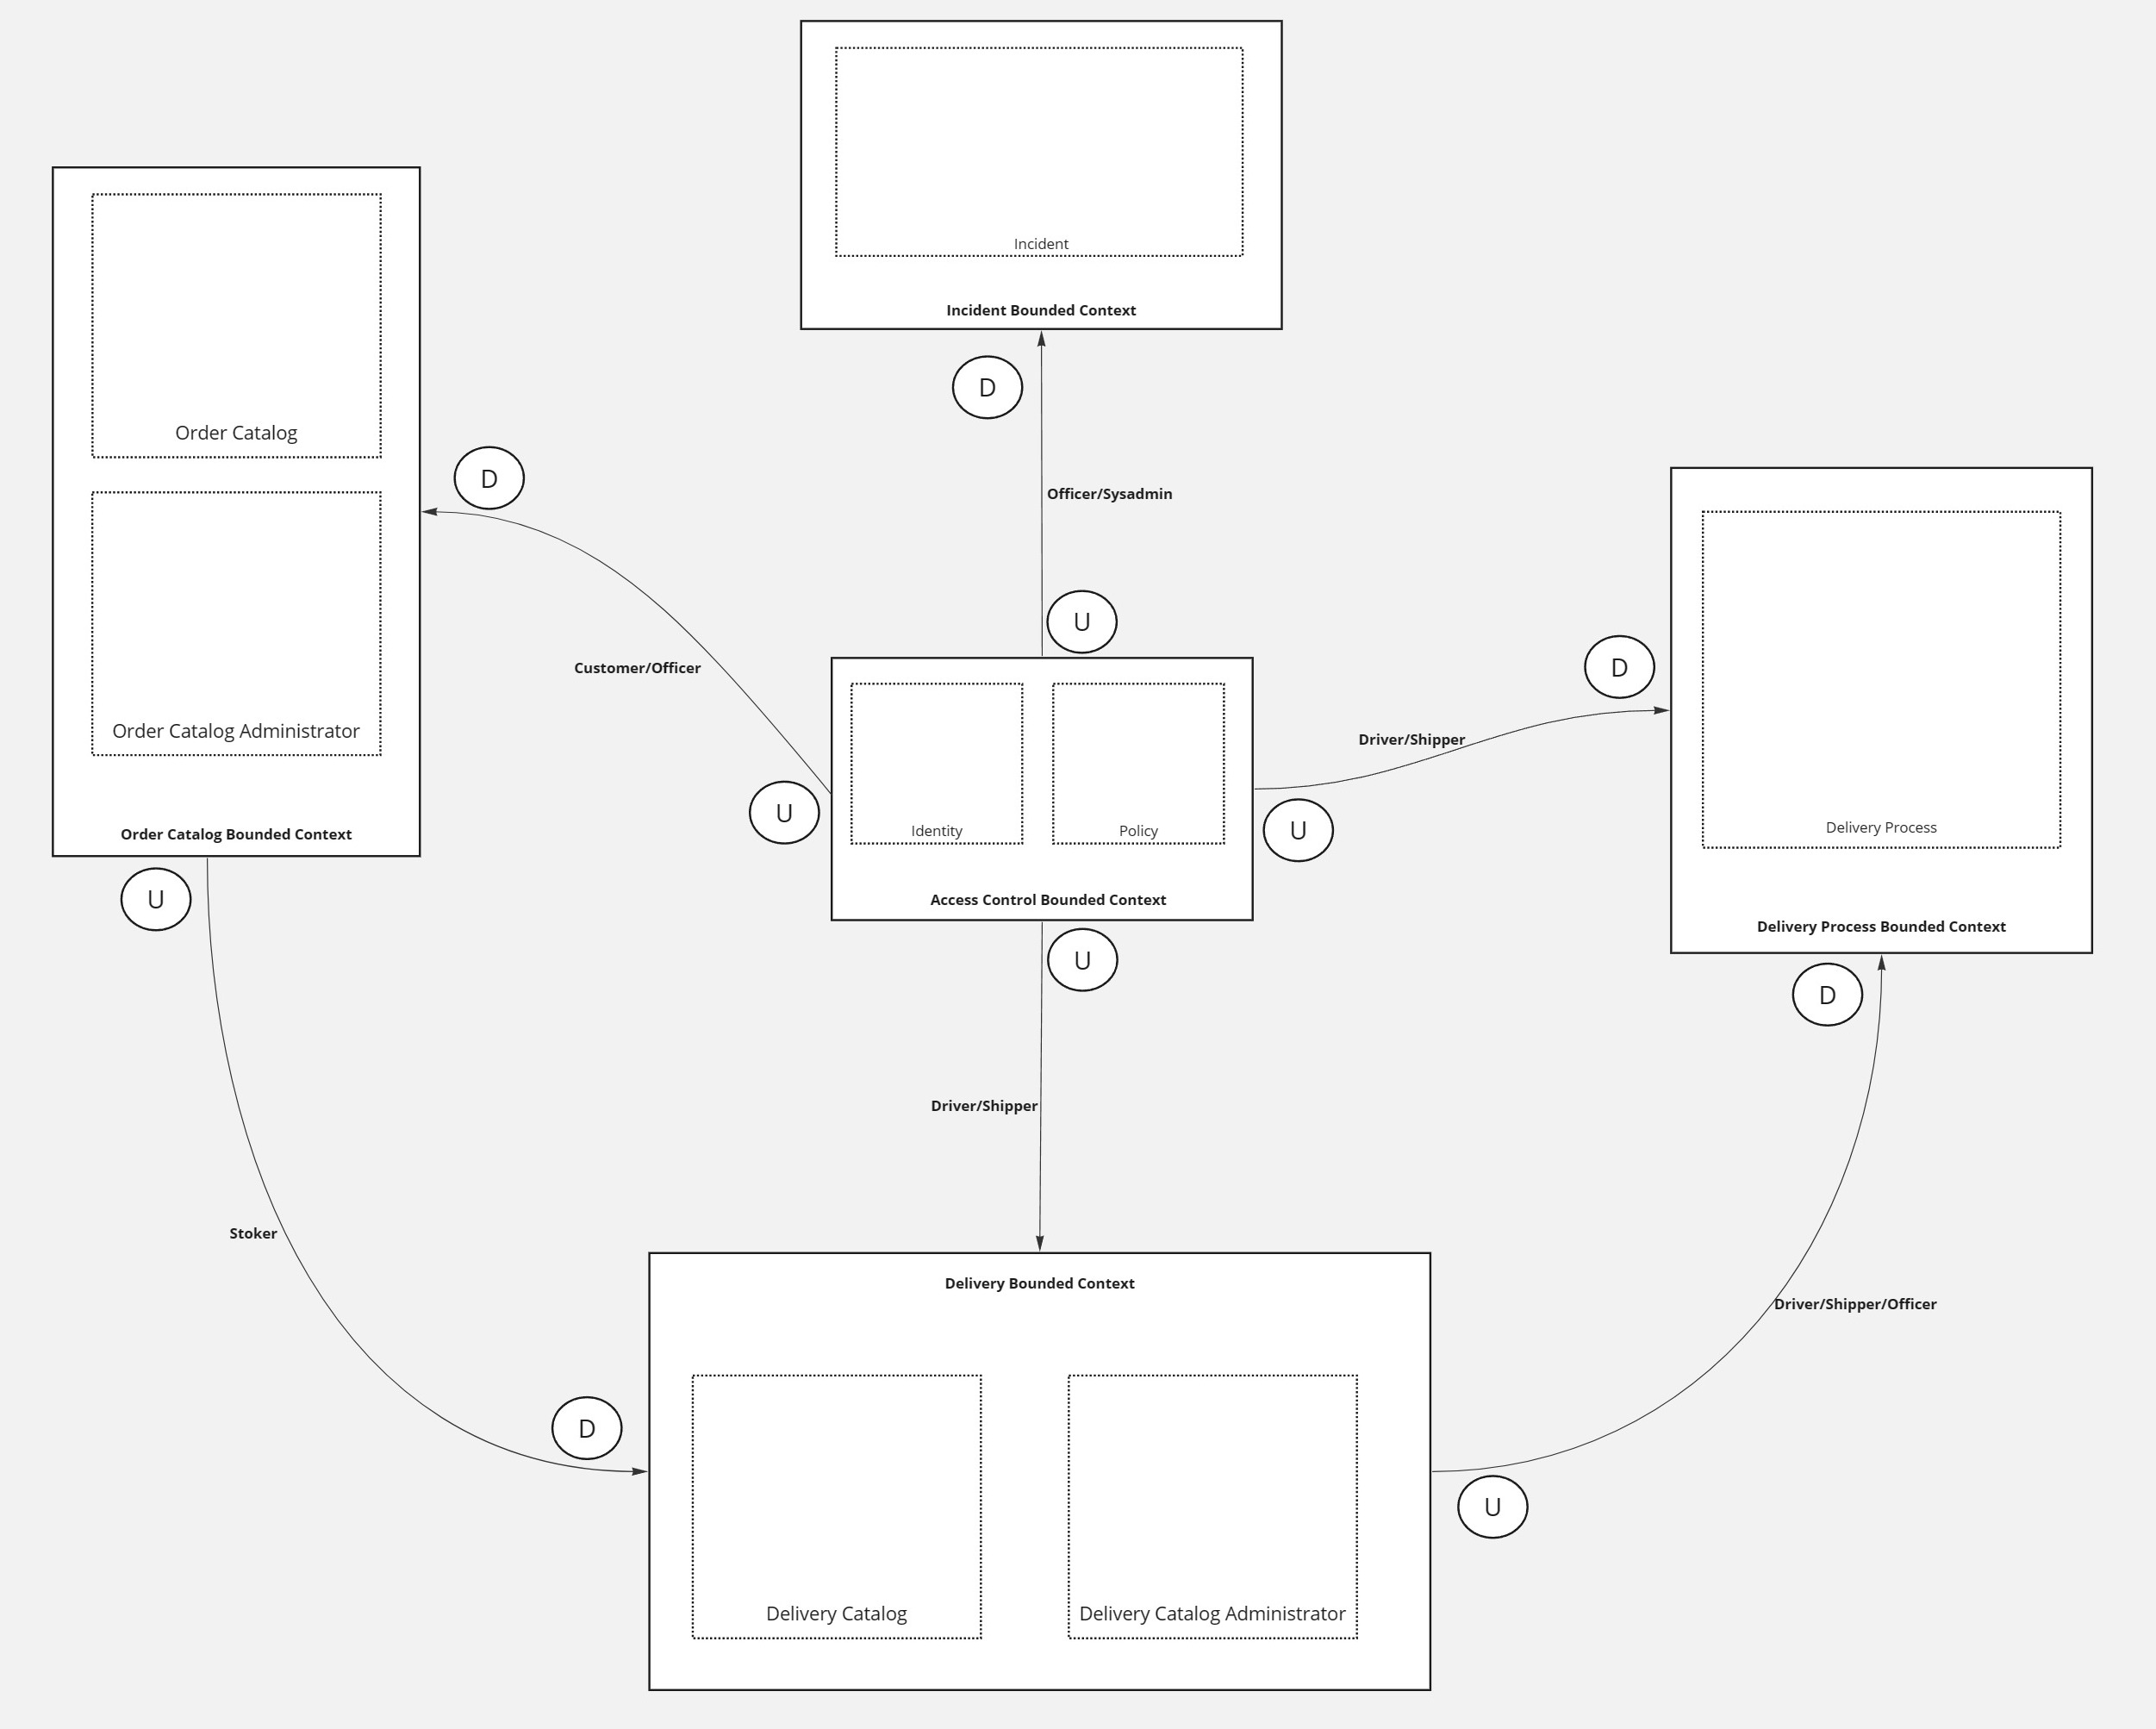 Incident
Incident Bounded Context
D
Officer/Sysadmin
U
Order Catalog
Order Catalog Administrator
Order Catalog Bounded Context
D
Customer/Officer
U
Identity
Policy
Access Control Bounded Context
U
Driver/Shipper
D
Delivery Process
Delivery Process Bounded Context
U
Driver/Shipper
U
Stoker
D
Delivery Bounded Context
Delivery Catalog
Delivery Catalog Administrator
U
Driver/Shipper/Officer
D